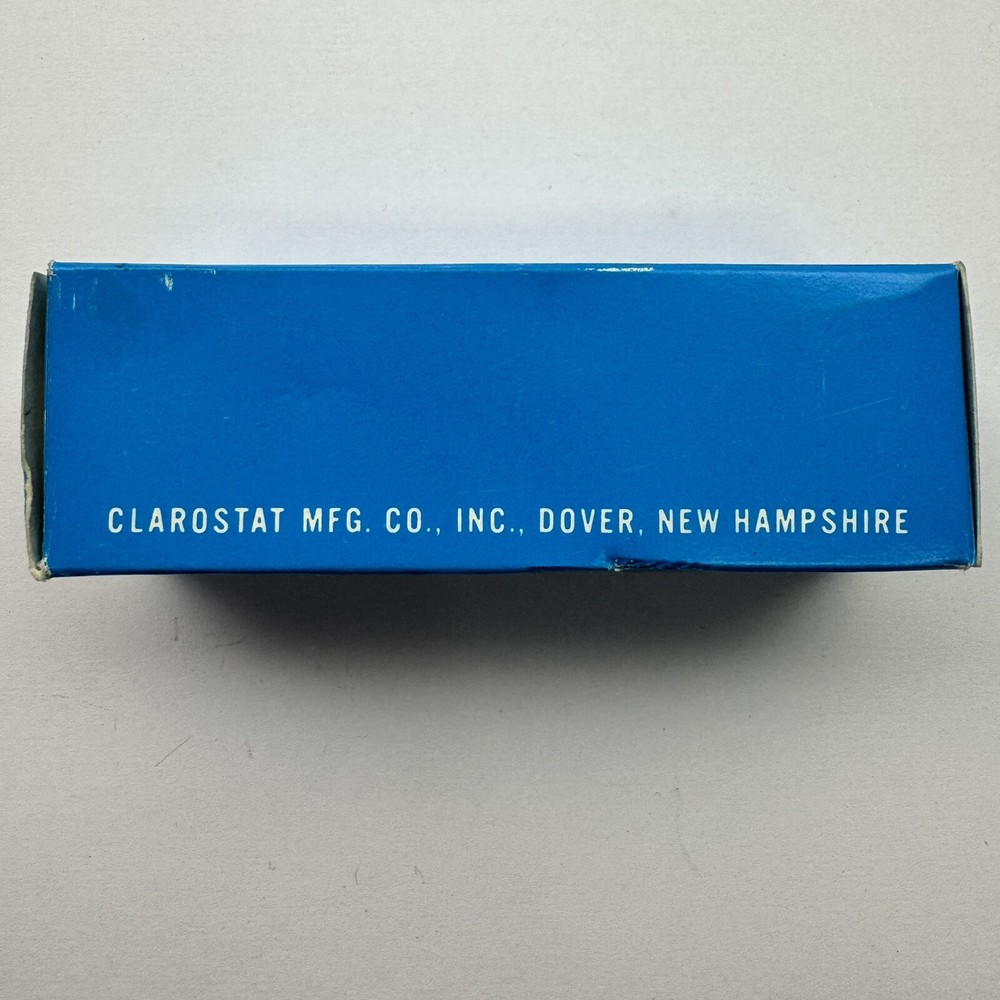 CLAROSTAT MFG. CO., INC., DOVER, NEW HAMPSHIRE